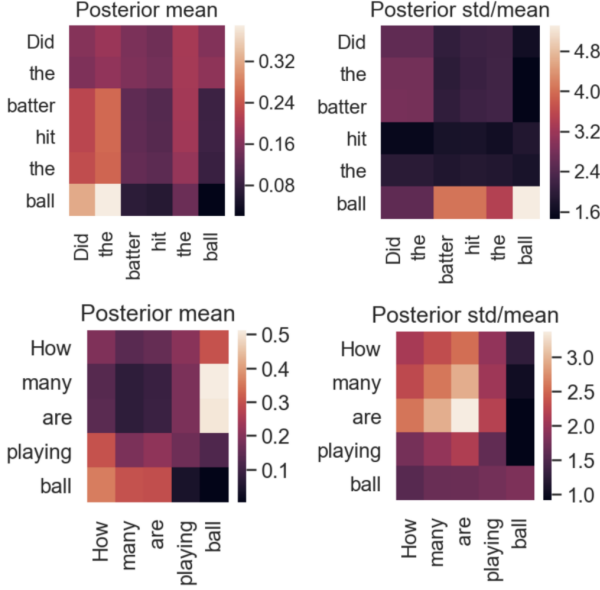 Posterior mean
Did
the
batter
hit
the
ball
0.32
0.24
0.16
0.08
Did
the
batter
hit
the
ball
Posterior std/mean
Did
the
batter
hit
the
ball
4.8
4.0
3.2
2.4
1.6
Did
the
batter
hit
the
ball
Posterior mean
How
many
are
playing
ball
0.5
0.4
0.3
0.2
0.1
How
many
are
playing
ball
Posterior std/mean
How
many
are
playing
ball
3.0
2.5
2.0
1.5
1.0
How
many
are
playing
ball